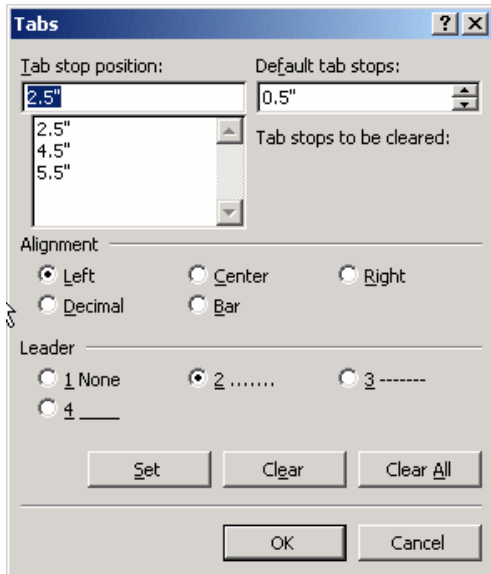 Tabs
Tab stop position: Default tab stops:
2.5" 0.5"
2.5" Tab stops to be cleared:
4.5"
5.5"
Alignment
Left Center Right
Decimal Bar
Leader
1 None 2 ....... 3 -------
4 ____
Set Clear Clear All
OK Cancel